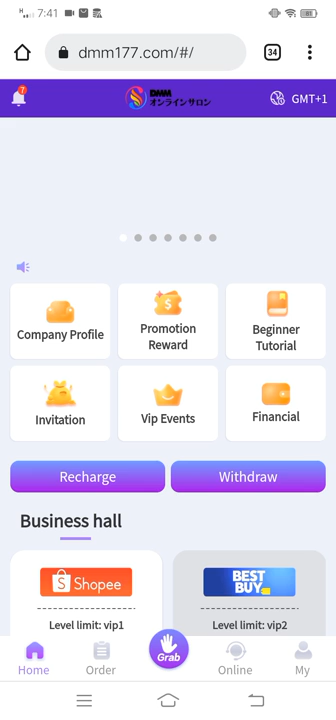 H
7:41
dmm177.com/#/
34
7
DMM
オンラインサロン
GMT+1
Company Profile
Promotion
Reward
Beginner
Tutorial
Invitation
Vip Events
Financial
Recharge
Withdraw
Business hall
Shopee
BEST
BUY
Level limit: vip1
Level limit: vip2
Home
Order
Grab
Online
My